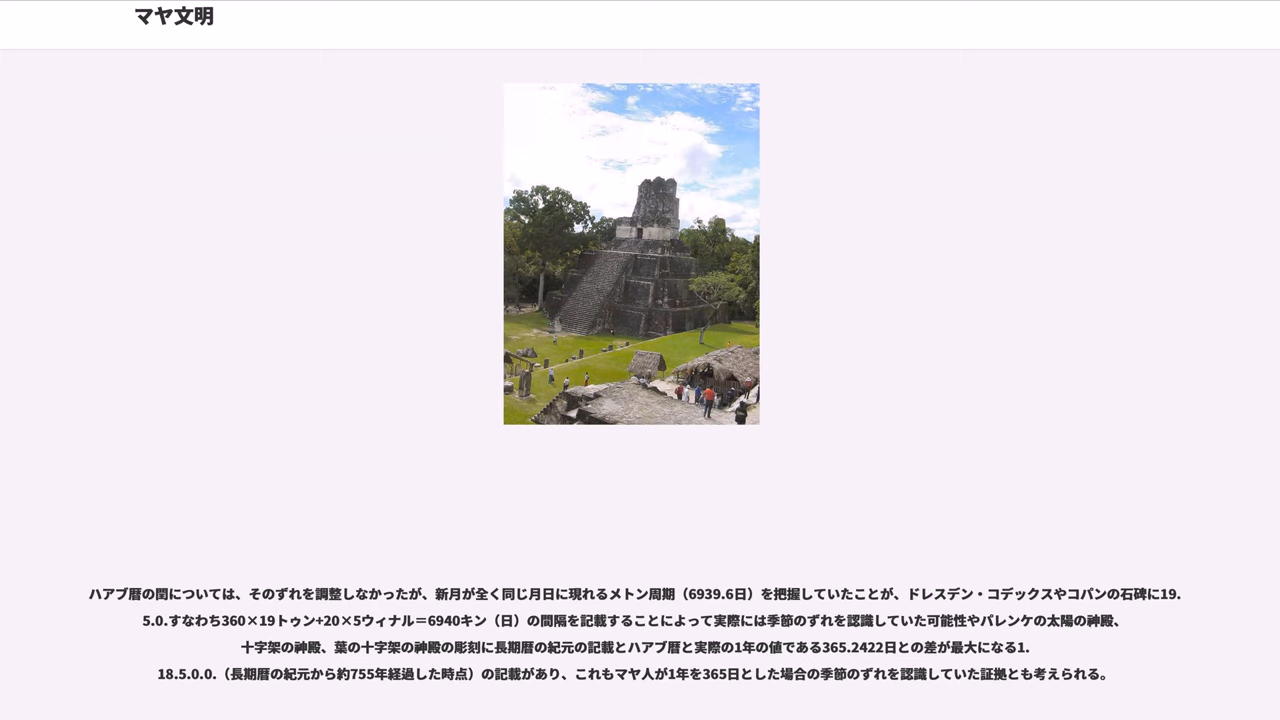 マヤ文明
ハアブ暦の閏については、そのずれを調整しなかったが、新月が全く同じ月日に現れるメトン周期（6939.6日）を把握していたことが、ドレスデン・コデックスやコパンの石碑に19.
5.0.すなわち360×19トゥン+20×5ウィナル＝6940キン（日）の間隔を記載することによって実際には季節のずれを認識していた可能性やパレンケの太陽の神殿、
十字架の神殿、葉の十字架の神殿の彫刻に長期暦の紀元の記載とハアブ暦と実際の1年の値である365.2422日との差が最大になる1.
18.5.0.0.（長期暦の紀元から約755年経過した時点）の記載があり、これもマヤ人が1年を365日とした場合の季節のずれを認識していた証拠とも考えられる。